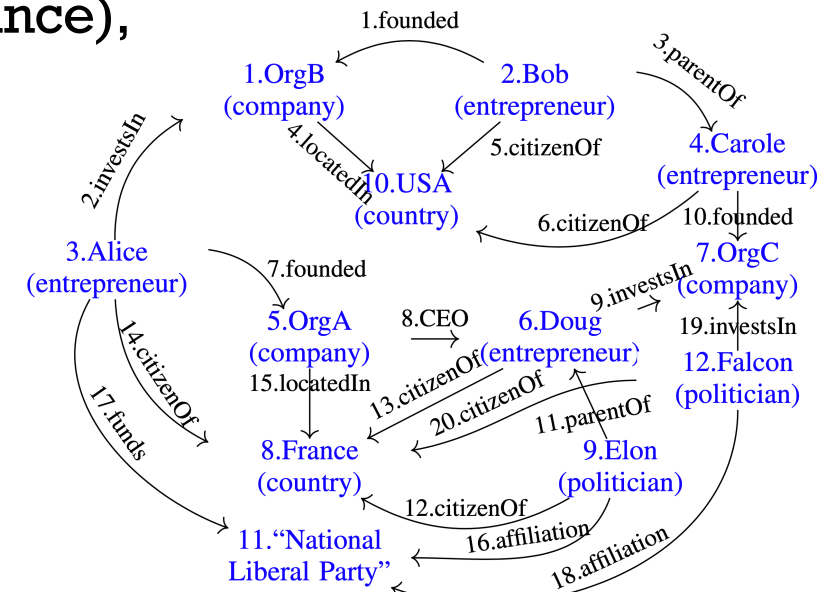 nce),
1.founded
1.OrgB
(company)
2.Bob
(entrepreneur)
3.parentOf
2.investsIn
4.locatedIn
5.citizenOf
4.Carole
(entrepreneur)
10.USA
(country)
6.citizenOf
10.founded
3.Alice
(entrepreneur)
7.founded
7.OrgC
(company)
9.investsIn
5.OrgA
(company)
8.CEO
6.Doug
(entrepreneur)
19.investsIn
12.Falcon
(politician)
14.citizenOf
15.locatedIn
13.citizenOf
20.citizenOf
11.parentOf
17.funds
8.France
(country)
9.Elon
(politician)
12.citizenOf
16.affiliation
18.affiliation
11.“National
Liberal Party”